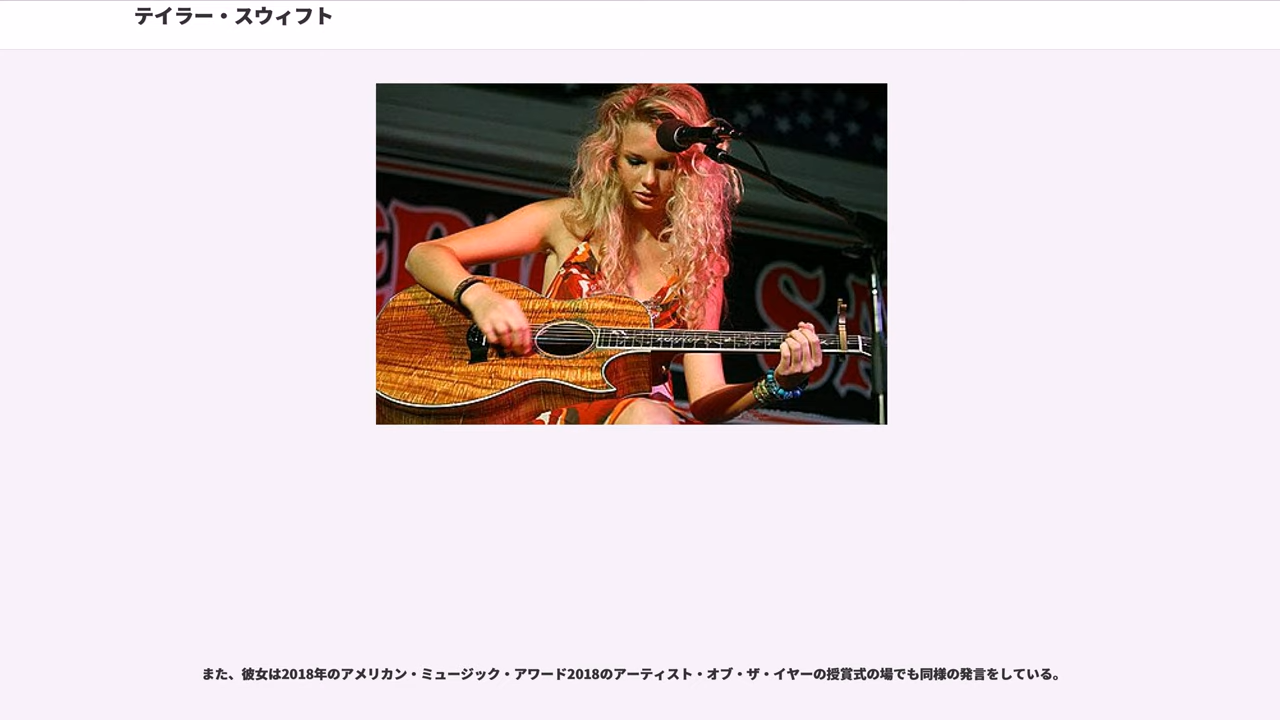 テイラー・スウィフト
また、彼女は2018年のアメリカン・ミュージック・アワード2018のアーティスト・オブ・ザ・イヤーの授賞式の場でも同様の発言をしている。